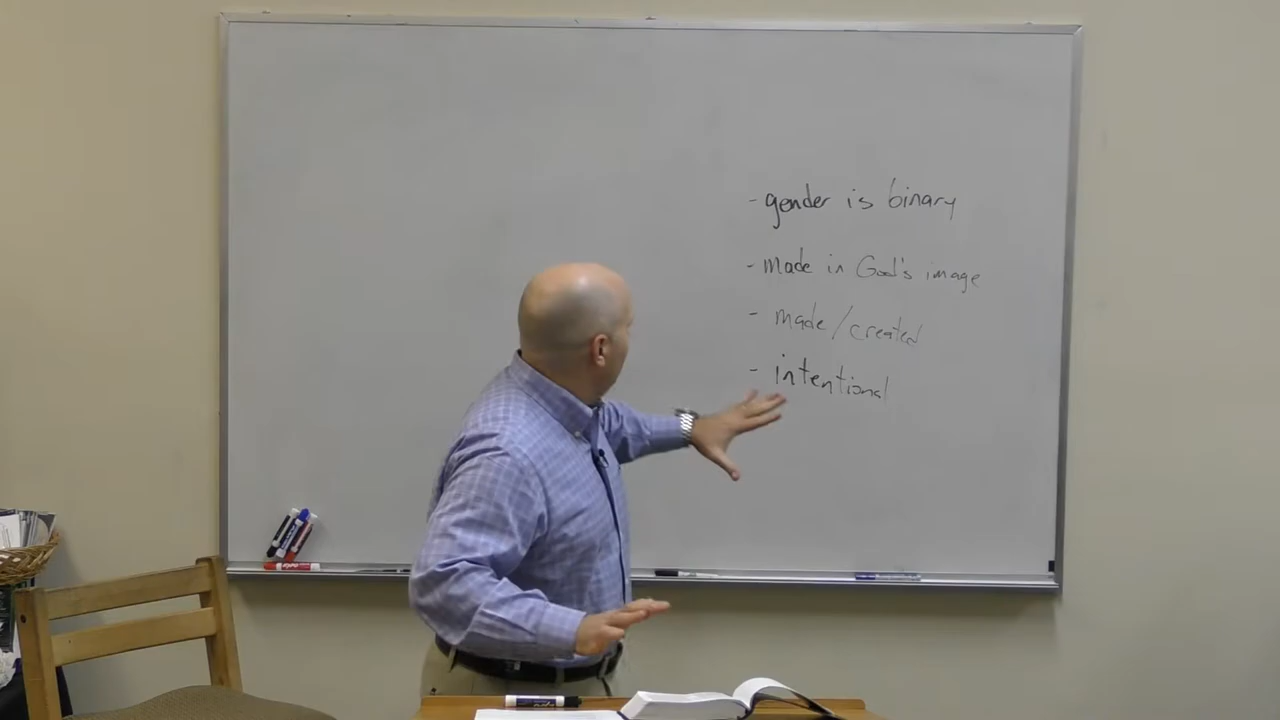 - gender is binary
- made in God's image
- made/created
- intentional